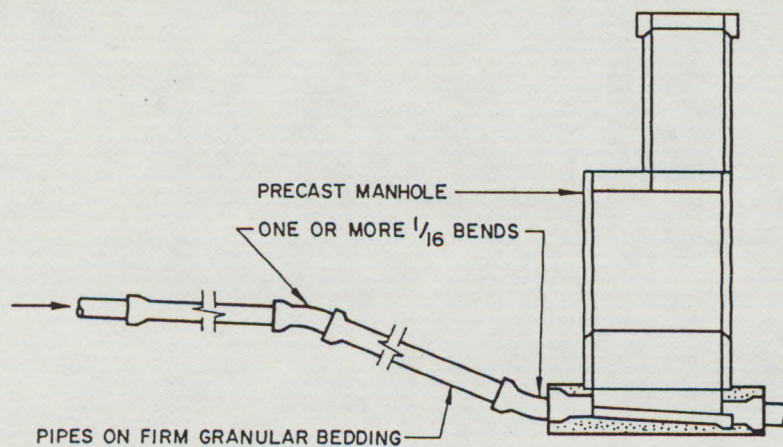 PRECAST MANHOLE
ONE OR MORE 1/16 BENDS
PIPES ON FIRM GRANULAR BEDDING